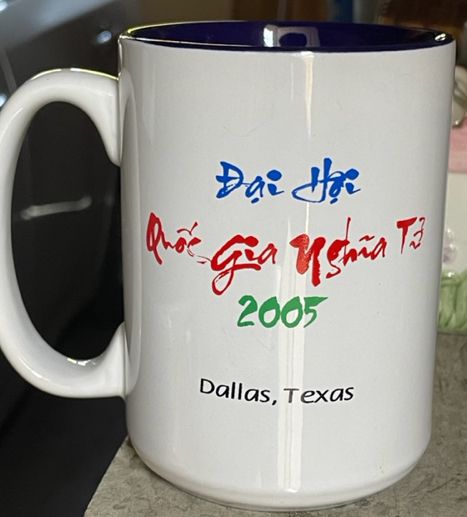 Đại Hội
Quốc Gia Nghĩa Tử
2005
Dallas, Texas